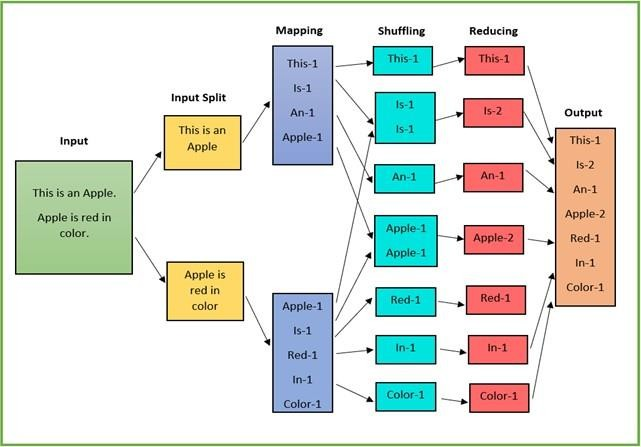 Input
This is an Apple.
Apple is red in
color.
Input Split
This is an
Apple
Apple is
red in
color
Mapping
This-1
Is-1
An-1
Apple-1
Apple-1
Is-1
Red-1
In-1
Color-1
Shuffling
This-1
Is-1
Is-1
An-1
Apple-1
Apple-1
Red-1
In-1
Color-1
Reducing
This-1
Is-2
An-1
Apple-2
Red-1
In-1
Color-1
Output
This-1
Is-2
An-1
Apple-2
Red-1
In-1
Color-1